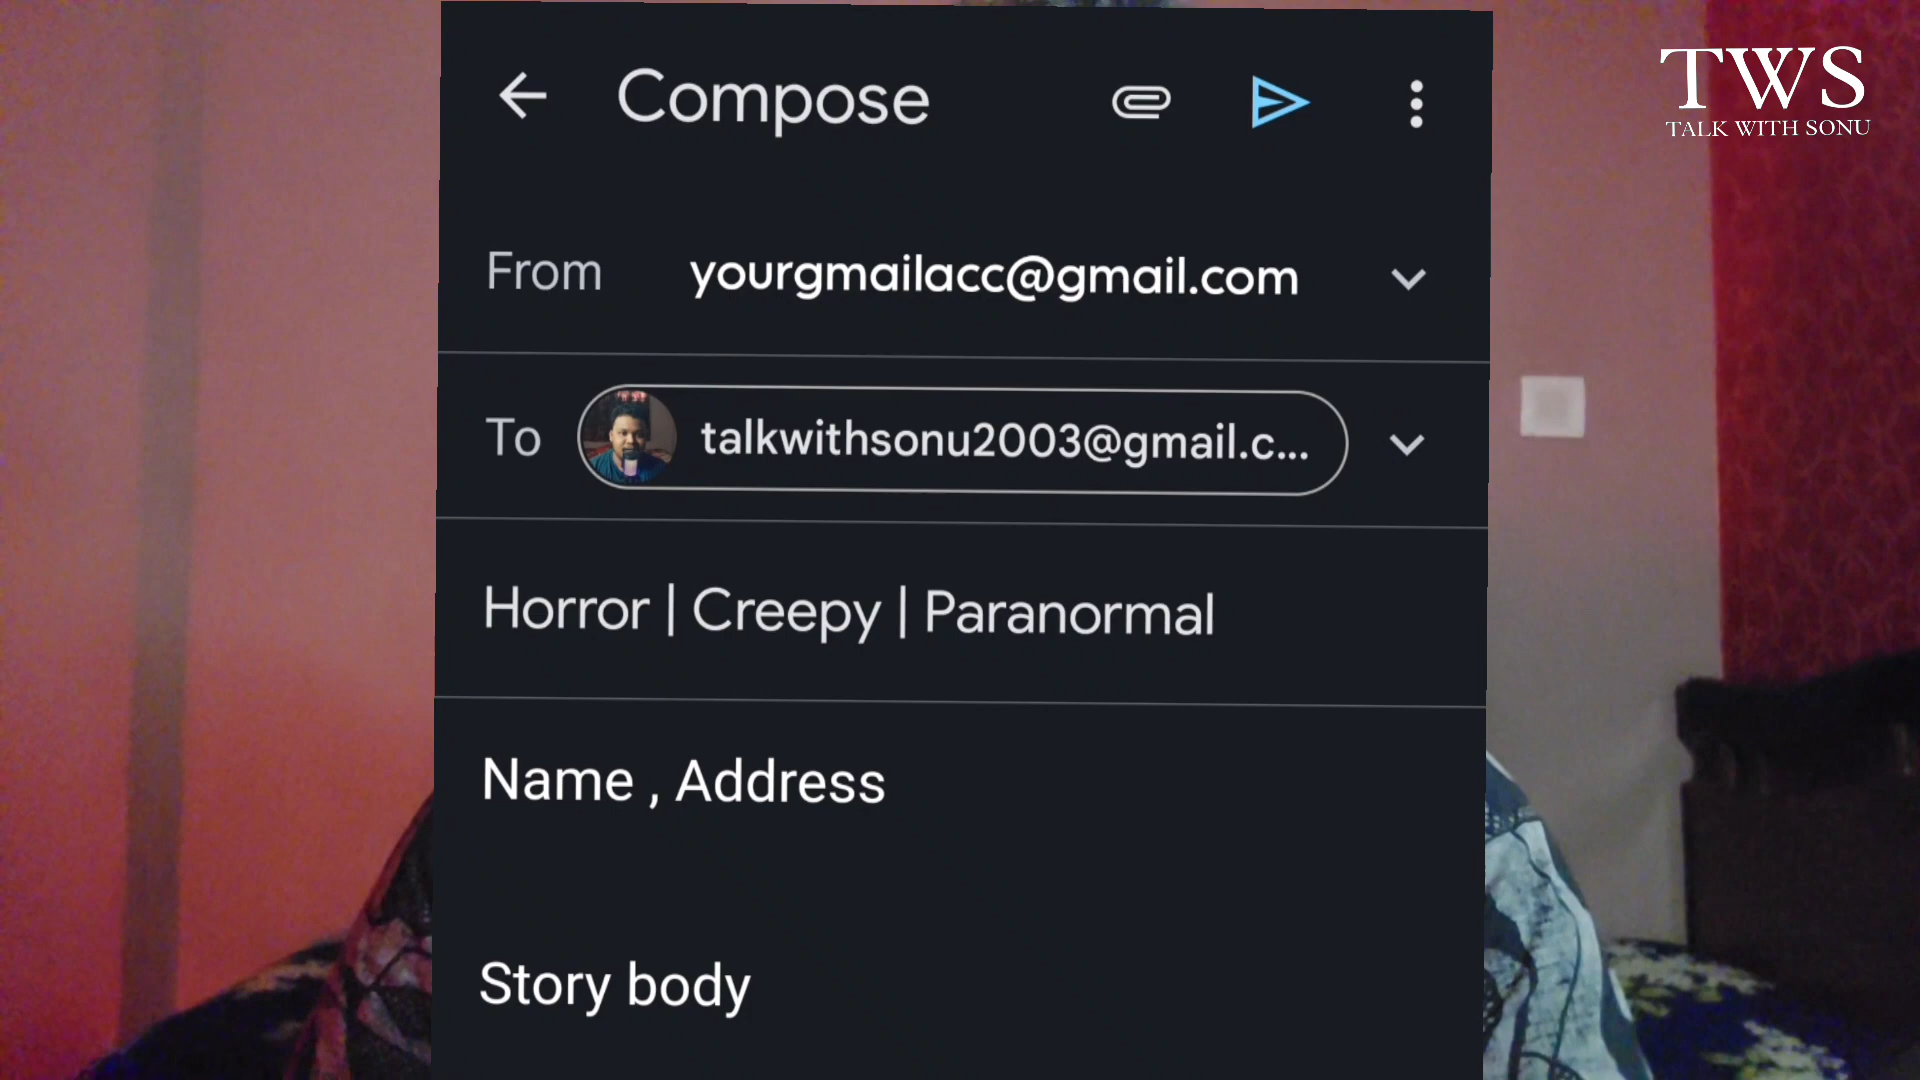 TWS
TALK WITH SONU
Compose
From yourgmailacc@gmail.com
To talkwithsonu2003@gmail.c...
Horror | Creepy | Paranormal
Name , Address
Story body